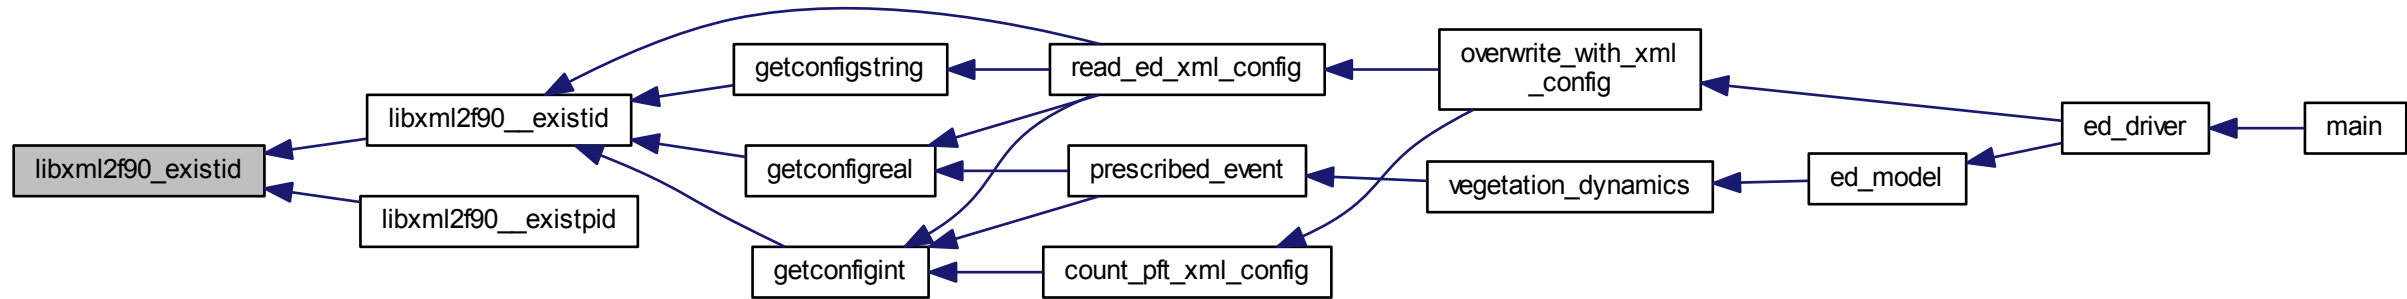 libxml2f90_existid
libxml2f90__existid
libxml2f90__existpid
getconfigstring
getconfigreal
getconfigint
read_ed_xml_config
prescribed_event
count_pft_xml_config
overwrite_with_xml
_config
vegetation_dynamics
ed_model
ed_driver
main